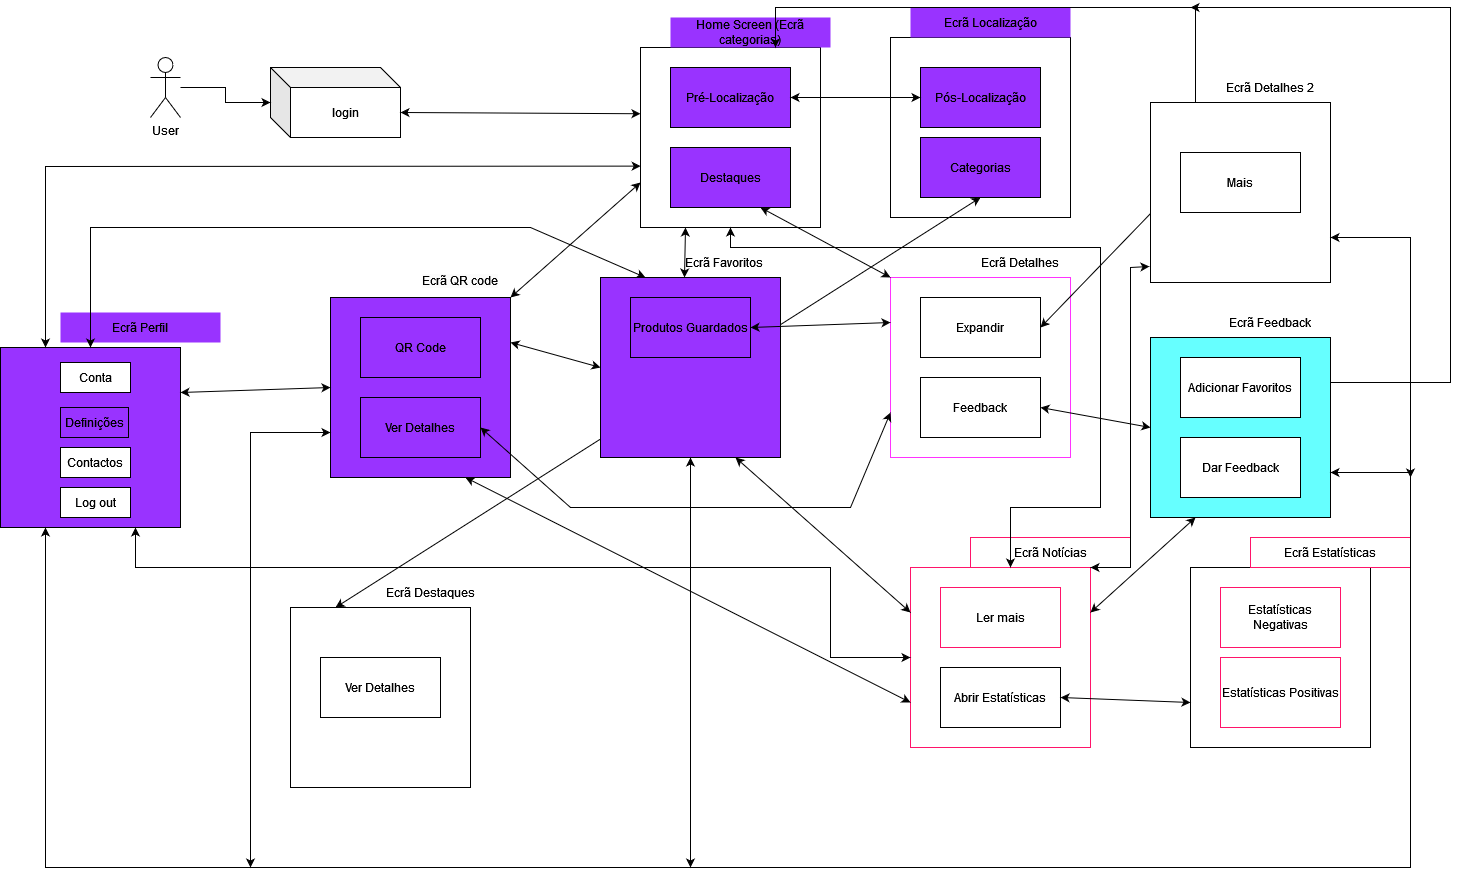 Home Screen (Ecrã
categorias)
Ecrã Localização
User
login
Pré-Localização
Pós-Localização
Destaques
Categorias
Ecrã Detalhes 2
Mais
Ecrã QR code
Ecrã Favoritos
Ecrã Detalhes
Ecrã Perfil
Conta
Definições
Contactos
Log out
QR Code
Ver Detalhes
Produtos Guardados
Expandir
Feedback
Ecrã Feedback
Adicionar Favoritos
Dar Feedback
Ecrã Destaques
Ver Detalhes
Ecrã Notícias
Ler mais
Abrir Estatísticas
Ecrã Estatísticas
Estatísticas
Negativas
Estatísticas Positivas